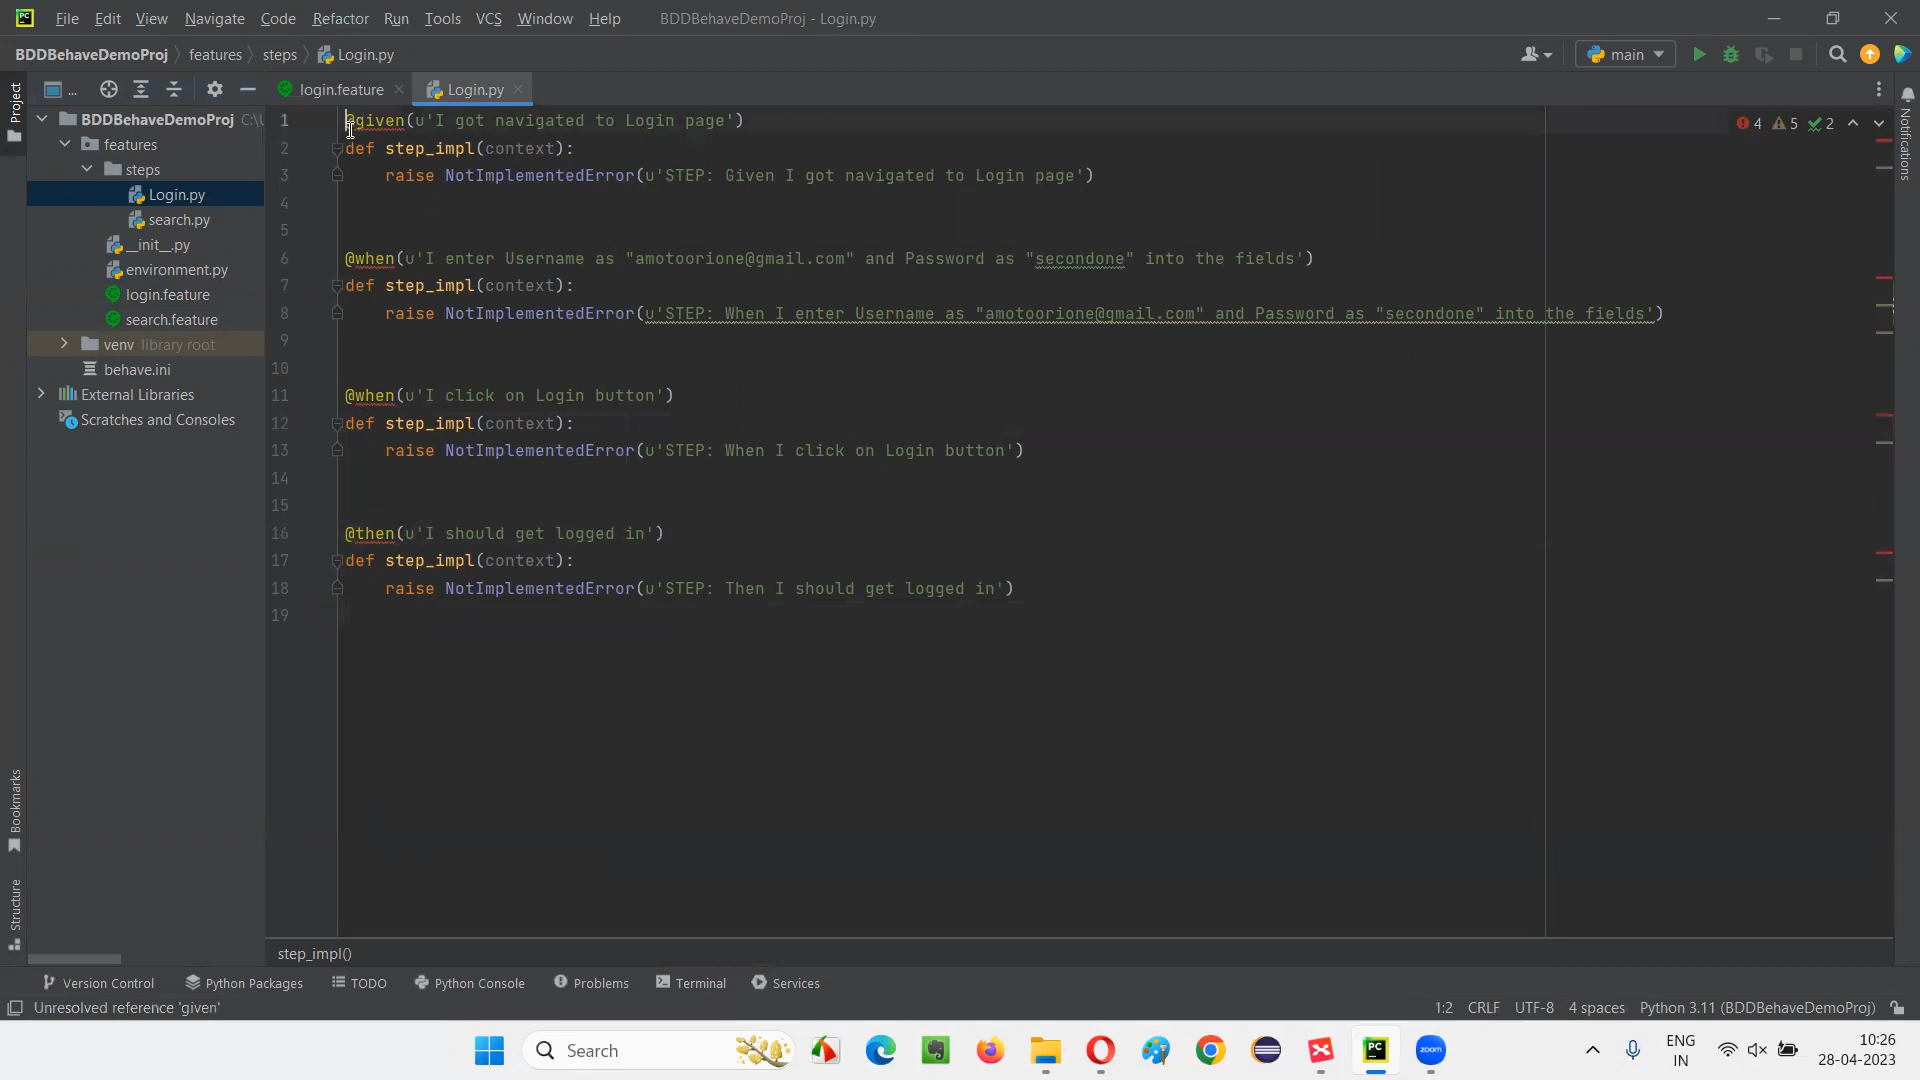 File Edit View Navigate Code Refactor Run Tools VCS Window Help BDDBehaveDemoProj - Login.py
BDDBehaveDemoProj features steps Login.py main
... login.feature Login.py
Project
BDDBehaveDemoProj
features
steps
Login.py
search.py
__init__.py
environment.py
login.feature
search.feature
venv library root
behave.ini
External Libraries
Scratches and Consoles
4 5 2
Notifications
1 @given(u'I got navigated to Login page')
2 def step_impl(context):
3 raise NotImplementedError(u'STEP: Given I got navigated to Login page')
4
5
6 @when(u'I enter Username as "amotoorione@gmail.com" and Password as "secondone" into the fields')
7 def step_impl(context):
8 raise NotImplementedError(u'STEP: When I enter Username as "amotoorione@gmail.com" and Password as "secondone" into the fields')
9
10
11 @when(u'I click on Login button')
12 def step_impl(context):
13 raise NotImplementedError(u'STEP: When I click on Login button')
14
15
16 @then(u'I should get logged in')
17 def step_impl(context):
18 raise NotImplementedError(u'STEP: Then I should get logged in')
19
Bookmarks
Structure
step_impl()
Version Control Python Packages TODO Python Console Problems Terminal Services
Unresolved reference 'given' 1:2 CRLF UTF-8 4 spaces Python 3.11 (BDDBehaveDemoProj)
Search
PC
zoom
ENG
IN
10:26
28-04-2023